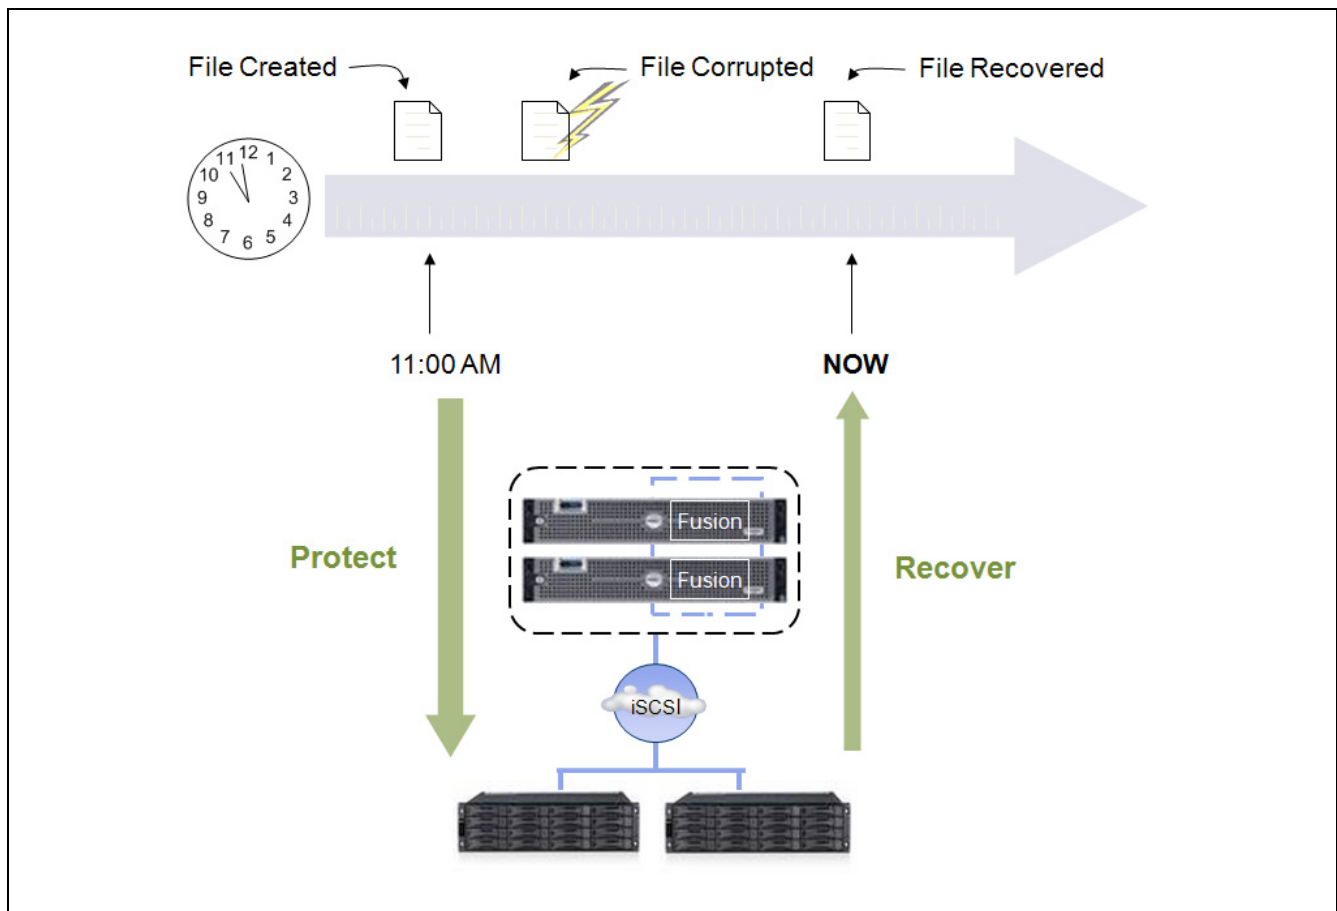 File Created
File Corrupted
File Recovered
12
1
2
3
4
5
6
7
8
9
10
11
11:00 AM
NOW
Protect
Fusion
Fusion
Recover
iSCSI